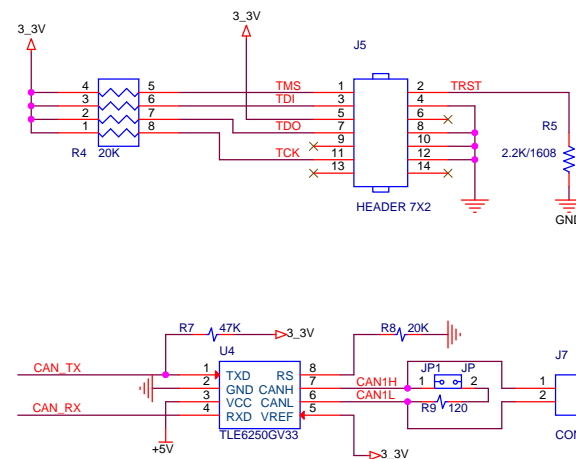 3_3V
3_3V
J5
4
5
TMS
1
2
TRST
3
6
TDI
3
4
2
7
5
6
R5
1
8
TDO
7
8
9
10
R4
20K
TCK
11
12
2.2K/1608
13
14
HEADER 7X2
GND
R7
47K
3_3V
R8
20K
U4
J7
CAN_TX
1
TXD
RS
8
JP1
JP
2
GND
CANH
7
CAN1H
1
2
1
3
VCC
CANL
6
CAN1L
2
CAN_RX
4
RXD
VREF
5
R9
120
TLE6250GV33
CON
+5V
3_3V